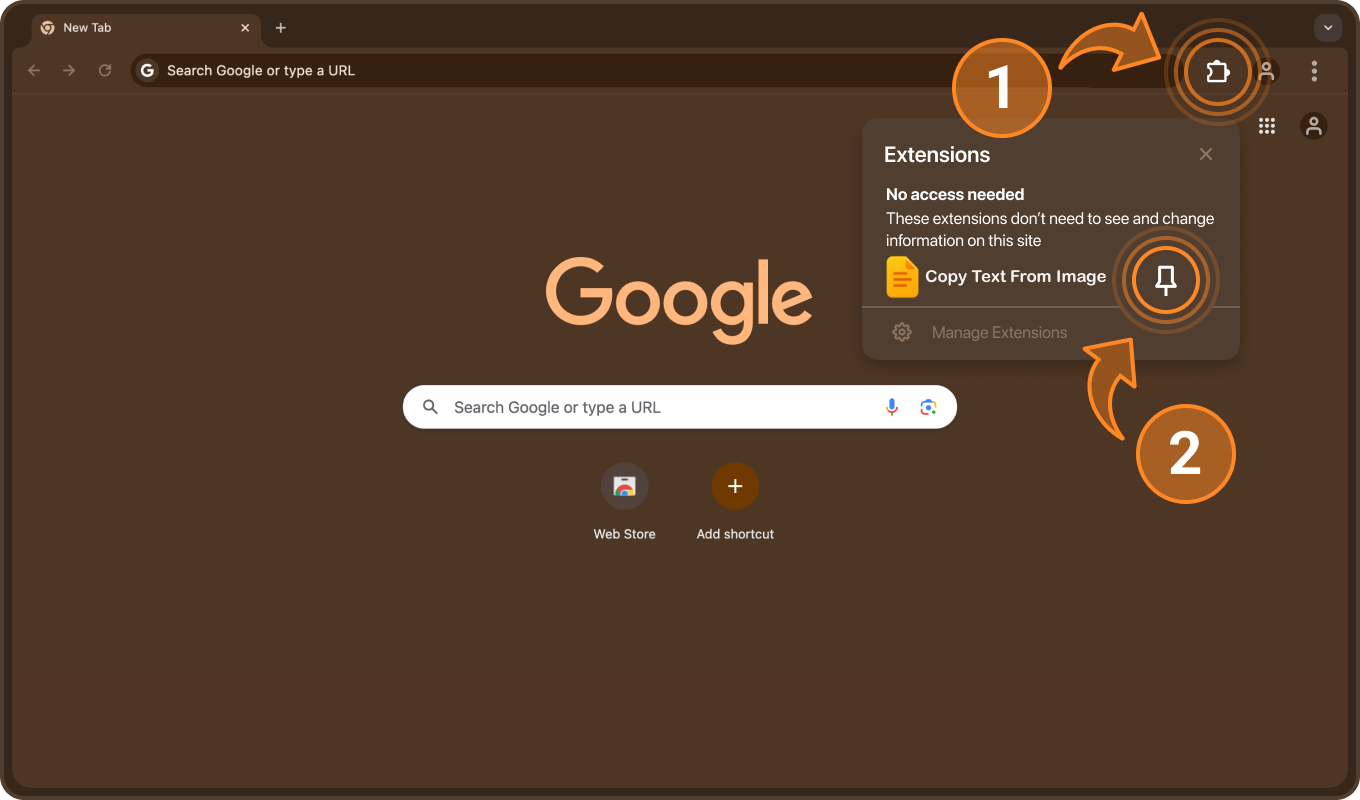 New Tab
Search Google or type a URL
1
Extensions
No access needed
These extensions don’t need to see and change
information on this site
Copy Text From Image
Manage Extensions
Google
Search Google or type a URL
2
Web Store
Add shortcut